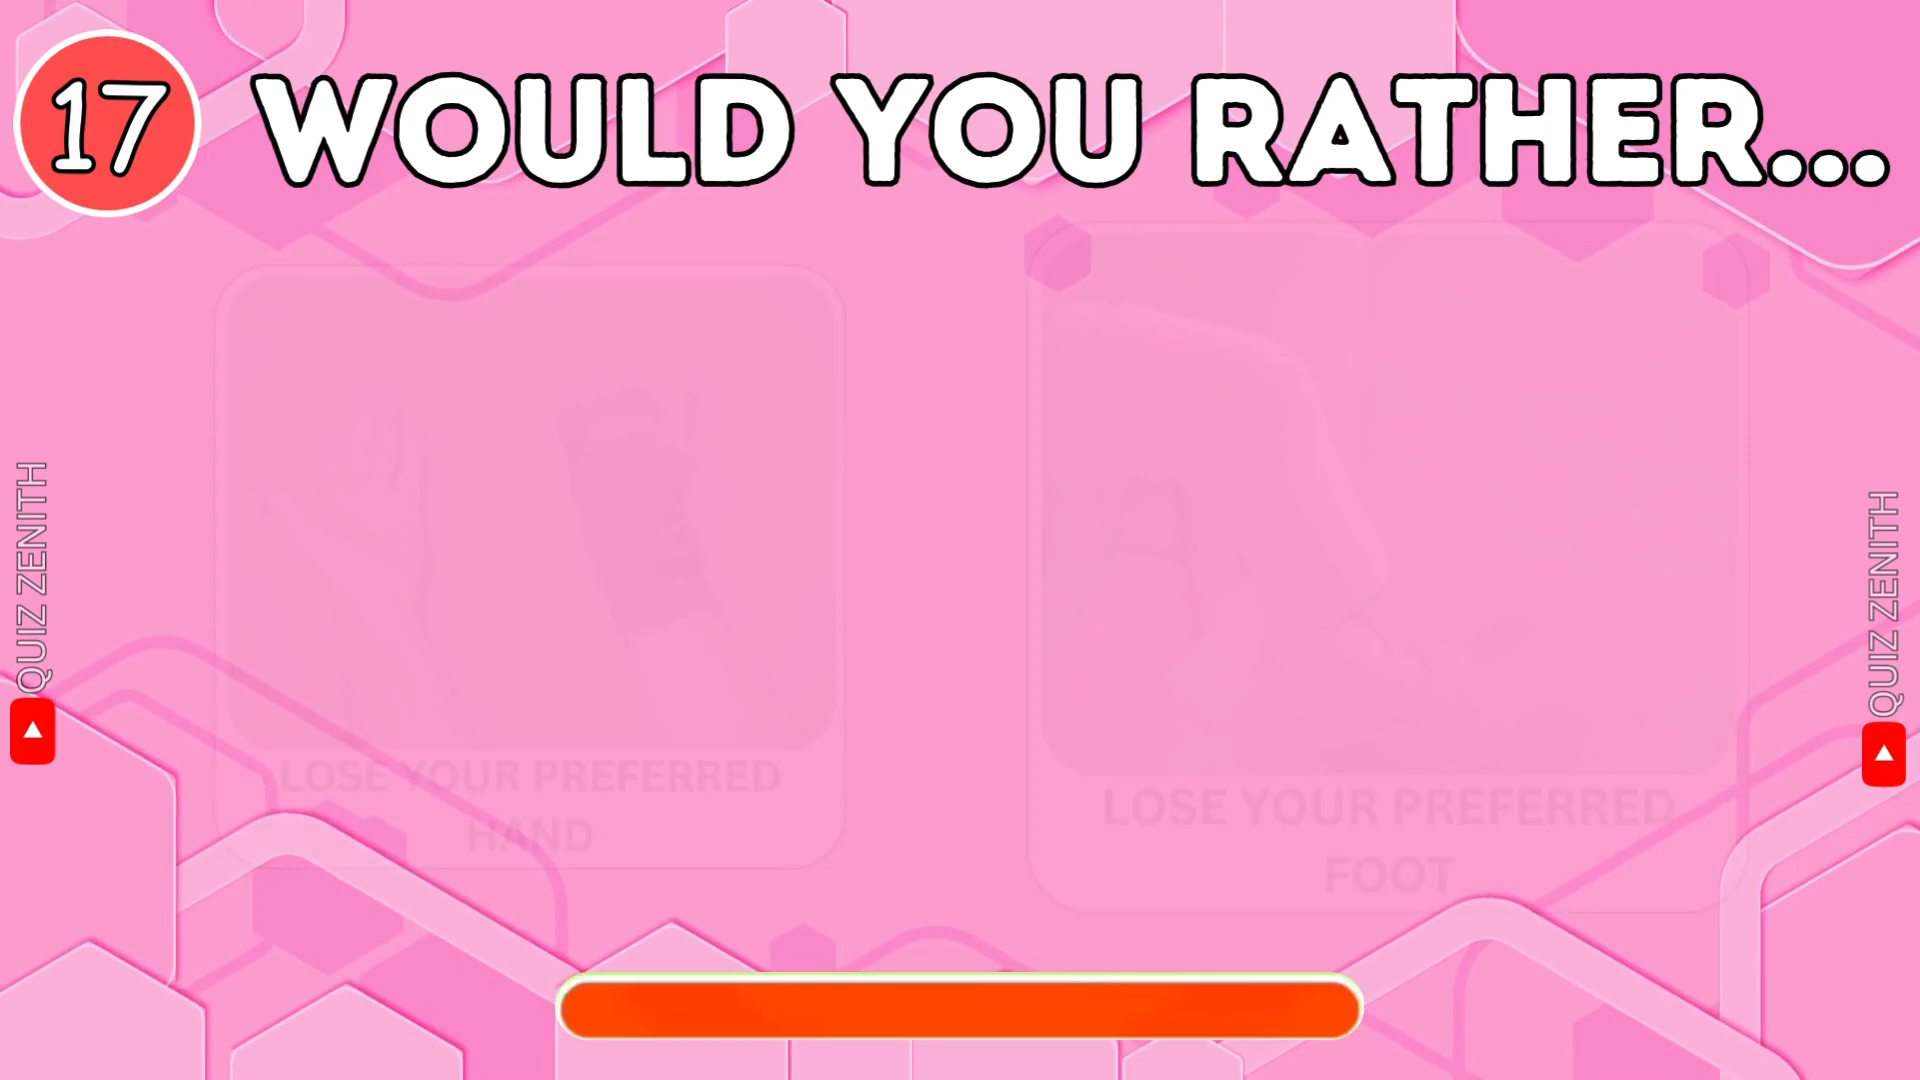 17
WOULD YOU RATHER...
LOSE YOUR PREFERRED
HAND
LOSE YOUR PREFERRED
FOOT
QUIZ ZENITH
QUIZ ZENITH